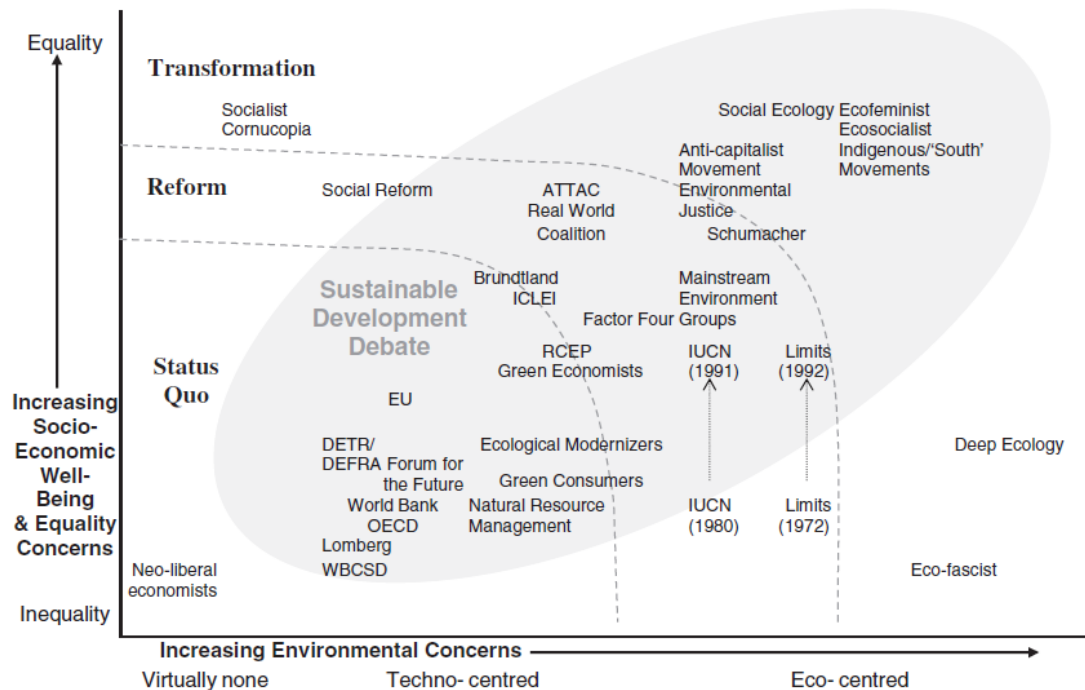 Equality
Transformation
Socialist
Cornucopia
Social Ecology Ecofeminist
Ecosocialist
Indigenous/‘South’
Movements
Anti-capitalist
Movement
Environmental
Justice
Reform
Social Reform
ATTAC
Real World
Coalition
Schumacher
Sustainable
Development
Debate
Brundtland
ICLEI
Mainstream
Environment
Factor Four Groups
Status
Quo
RCEP
Green Economists
IUCN
(1991)
Limits
(1992)
EU
Increasing
Socio-
Economic
Well-
Being
& Equality
Concerns
DETR/
DEFRA Forum for
the Future
Ecological Modernizers
Green Consumers
Deep Ecology
World Bank
OECD
Natural Resource
Management
IUCN
(1980)
Limits
(1972)
Lomberg
WBCSD
Neo-liberal
economists
Eco-fascist
Inequality
Increasing Environmental Concerns
Virtually none
Techno- centred
Eco- centred